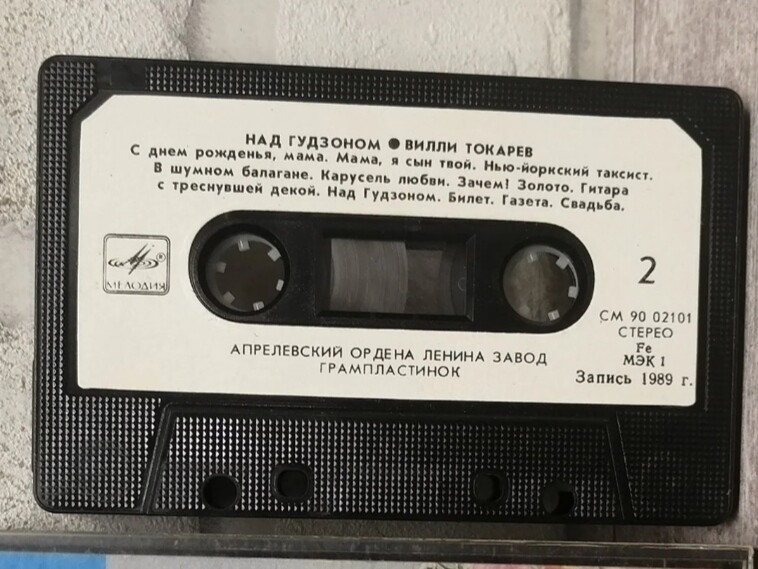 НАД ГУДЗОНОМ ● ВИЛЛИ ТОКАРЕВ
С днем рожденья, мама. Мама, я сын твой. Нью-йоркский таксист.
В шумном балагане. Карусель любви. Зачем! Золото. Гитара
с треснувшей декой. Над Гудзоном. Билет. Газета. Свадьба.
МЕЛОДИЯ
2
СМ 90 02101
СТЕРЕО
Fe
МЭК I
Запись 1989 г.
АПРЕЛЕВСКИЙ ОРДЕНА ЛЕНИНА ЗАВОД
ГРАМПЛАСТИНОК